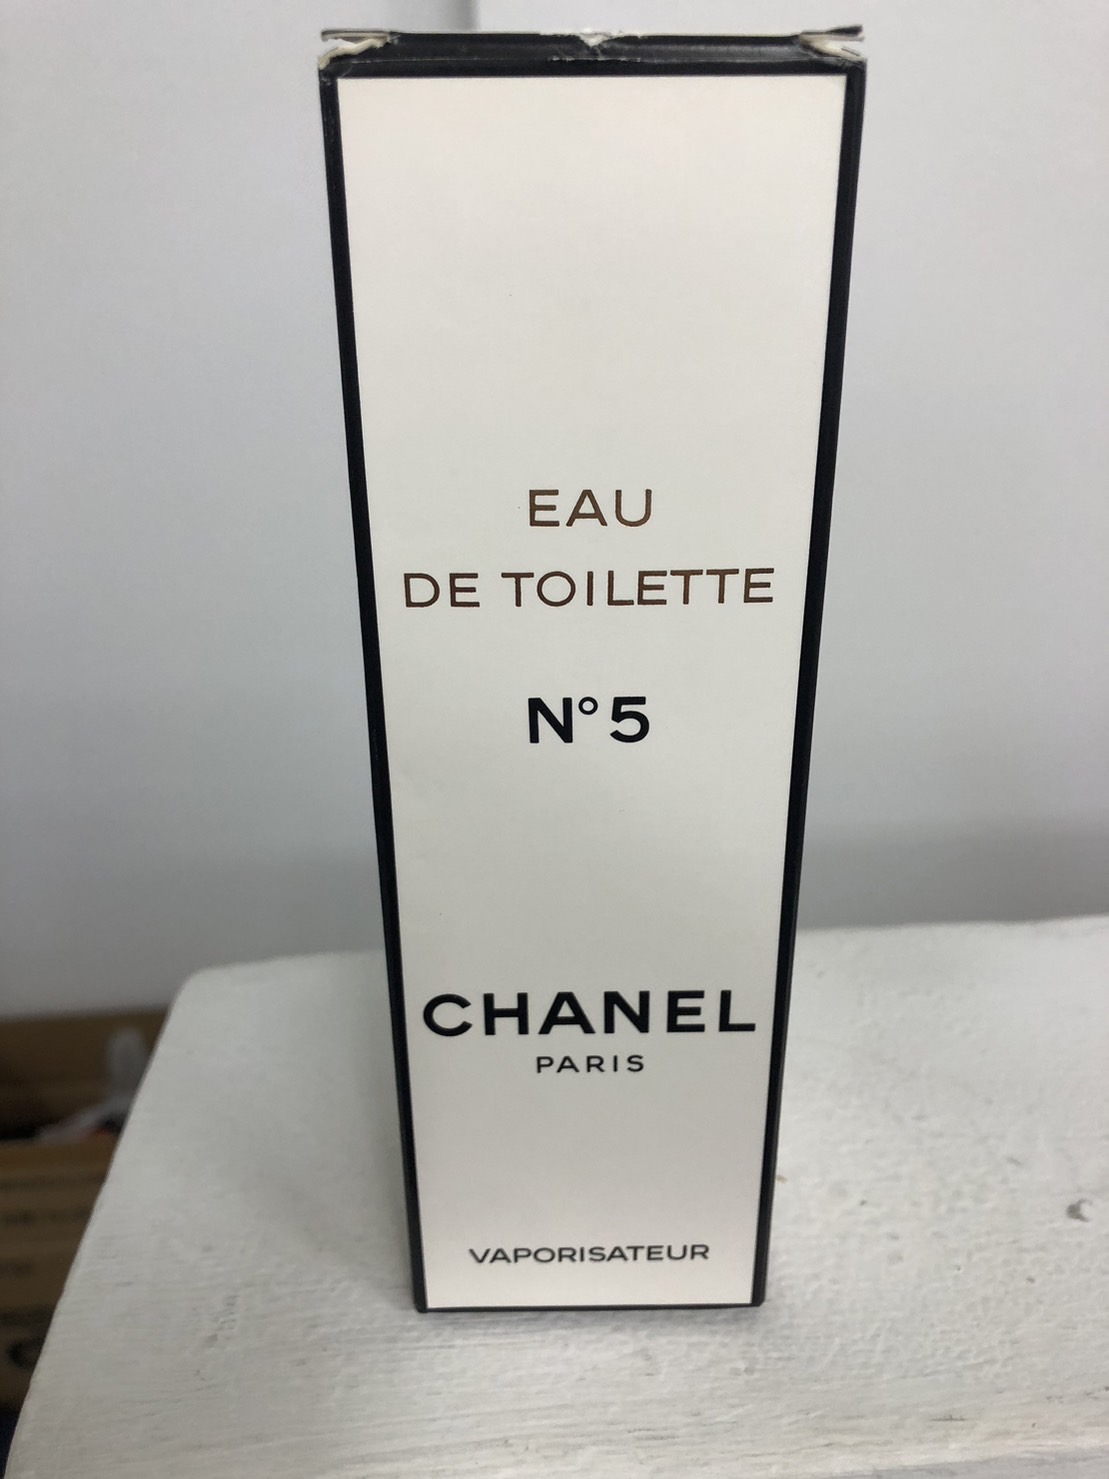 EAU
DE TOILETTE
N°5
CHANEL
PARIS
VAPORISATEUR